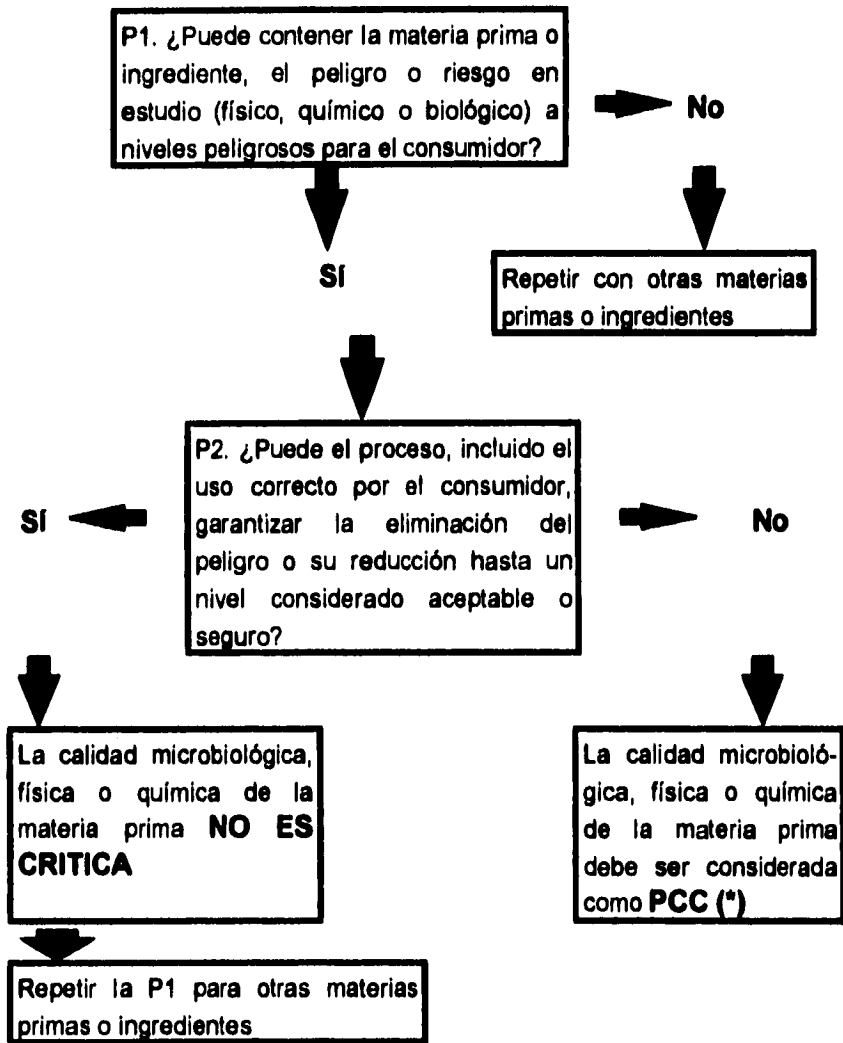 P1. ¿Puede contener la materia prima o
ingrediente, el peligro o riesgo en
estudio (físico, químico o biológico) a
niveles peligrosos para el consumidor?
No
Sí
Repetir con otras materias
primas o ingredientes
P2. ¿Puede el proceso, incluido el
uso correcto por el consumidor,
garantizar la eliminación del
peligro o su reducción hasta un
nivel considerado aceptable o
seguro?
Sí
No
La calidad microbiológica,
física o química de la
materia prima NO ES
CRITICA
La calidad microbioló-
gica, física o química
de la materia prima
debe ser considerada
como PCC (*)
Repetir la P1 para otras materias
primas o ingredientes